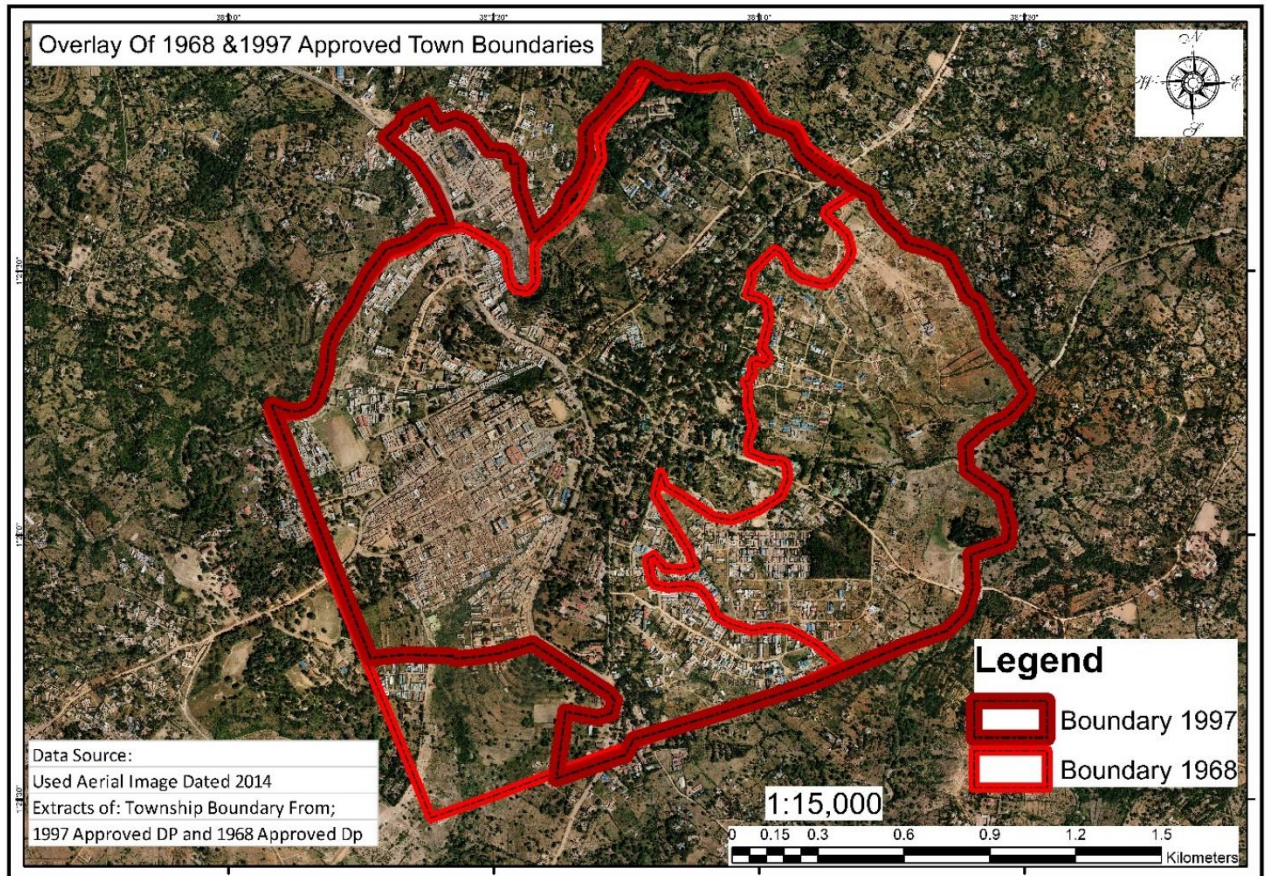 Overlay Of 1968 &1997 Approved Town Boundaries
N
W
E
S
Legend
Boundary 1997
Boundary 1968
Data Source:
Used Aerial Image Dated 2014
Extracts of: Township Boundary From;
1997 Approved DP and 1968 Approved Dp
1:15,000
0 0.15 0.3 0.6 0.9 1.2 1.5
Kilometers